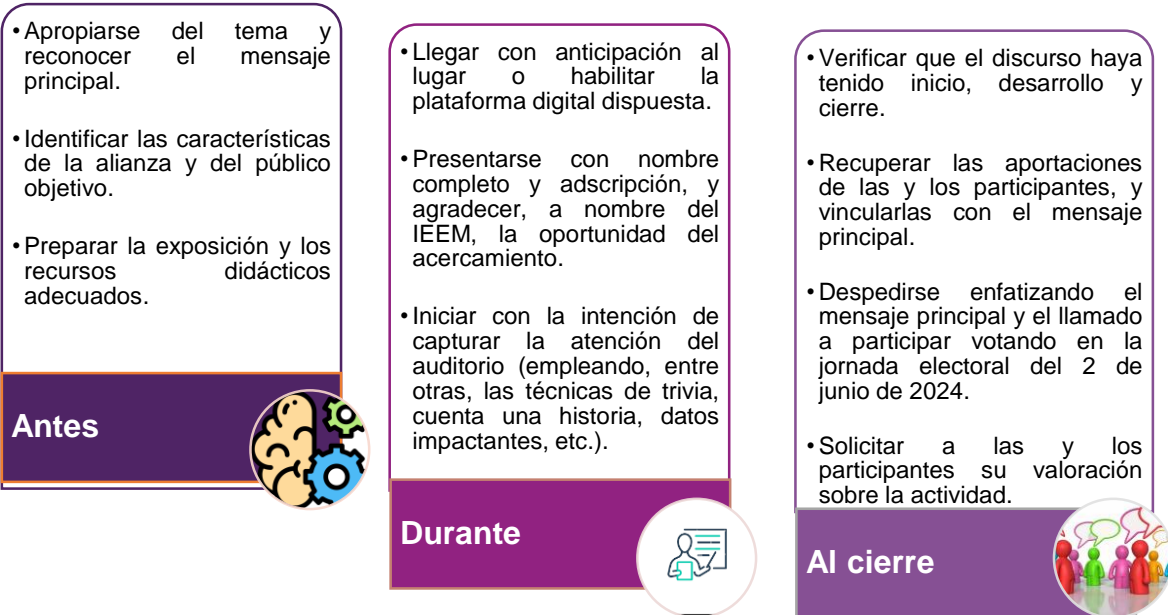 • Apropiarse del tema y
reconocer el mensaje
principal.
• Identificar las características
de la alianza y del público
objetivo.
• Preparar la exposición y los
recursos didácticos
adecuados.
Antes
• Llegar con anticipación al
lugar o habilitar la
plataforma digital dispuesta.
• Presentarse con nombre
completo y adscripción, y
agradecer, a nombre del
IEEM, la oportunidad del
acercamiento.
• Iniciar con la intención de
capturar la atención del
auditorio (empleando, entre
otras, las técnicas de trivia,
cuenta una historia, datos
impactantes, etc.).
Durante
• Verificar que el discurso haya
tenido inicio, desarrollo y
cierre.
• Recuperar las aportaciones
de las y los participantes, y
vincularlas con el mensaje
principal.
• Despedirse enfatizando el
mensaje principal y el llamado
a participar votando en la
jornada electoral del 2 de
junio de 2024.
• Solicitar a las y los
participantes su valoración
sobre la actividad.
Al cierre